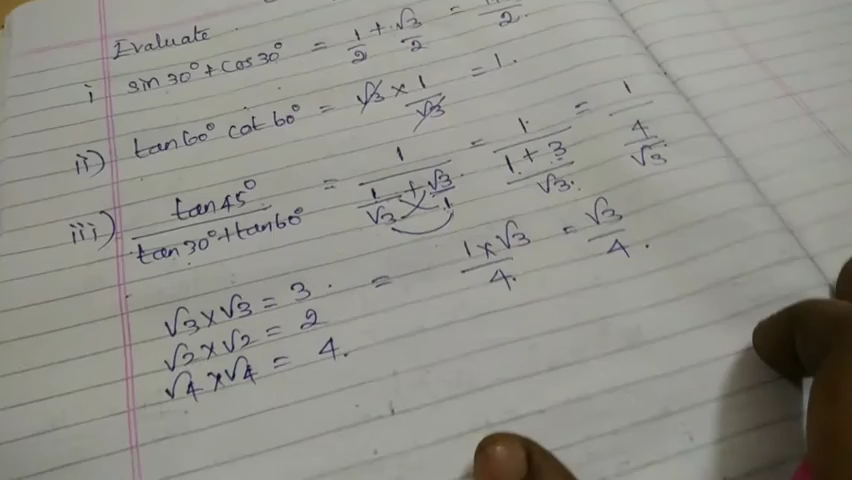 Evaluate
i sin 30° + cos 30° = 1/2 + √3/2 = /2.
ii) tan 60° cot 60° = √3 × 1/√3 = 1.
iii) tan 45° / tan 30° + tan 60° = 1 / (1/√3 + √3/1) = 1 / ((1 + 3)/√3) = 1 / (4/√3)
= 1 × √3 / 4 = √3/4.
√3 × √3 = 3.
√2 × √2 = 2
√4 × √4 = 4.